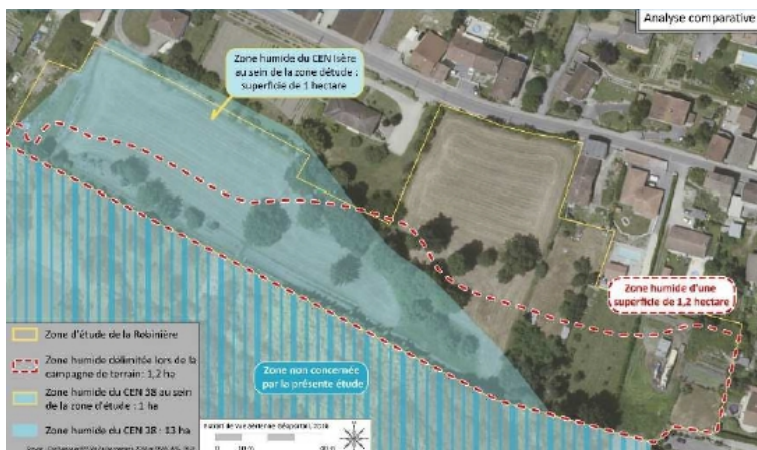 Analyse comparative
Zone humide du CEN Isère
au sein de la zone d'étude :
superficie de 1 hectare
Zone humide d'une
superficie de 1,2 hectare
Zone non concernée
par la présente étude
Zone d'étude de la Robinière
Zone humide délimitée lors de la
campagne de terrain: 1,2 ha
Zone humide du CEN 38 au sein
de la zone d'étude : 1 ha
Zone humide du CEN 38 : 13 ha